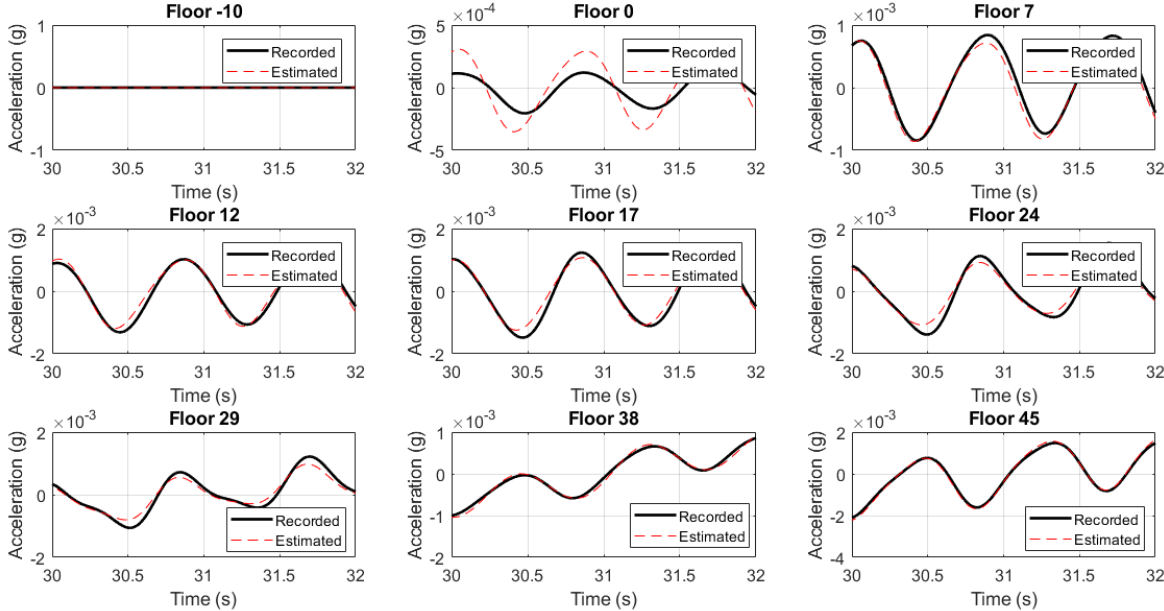 Floor -10
Acceleration (g)
1
0
-1
Recorded
Estimated
30 30.5 31 31.5 32
Time (s)
Floor 0
×10-4
Acceleration (g)
5
0
-5
Recorded
Estimated
30 30.5 31 31.5 32
Time (s)
Floor 7
×10-3
Acceleration (g)
1
0
-1
Recorded
Estimated
30 30.5 31 31.5 32
Time (s)
Floor 12
×10-3
Acceleration (g)
2
0
-2
Recorded
Estimated
30 30.5 31 31.5 32
Time (s)
Floor 17
×10-3
Acceleration (g)
2
0
-2
Recorded
Estimated
30 30.5 31 31.5 32
Time (s)
Floor 24
×10-3
Acceleration (g)
2
0
-2
Recorded
Estimated
30 30.5 31 31.5 32
Time (s)
Floor 29
×10-3
Acceleration (g)
2
0
-2
Recorded
Estimated
30 30.5 31 31.5 32
Time (s)
Floor 38
×10-3
Acceleration (g)
1
0
-1
-2
Recorded
Estimated
30 30.5 31 31.5 32
Time (s)
Floor 45
×10-3
Acceleration (g)
2
0
-2
-4
Recorded
Estimated
30 30.5 31 31.5 32
Time (s)